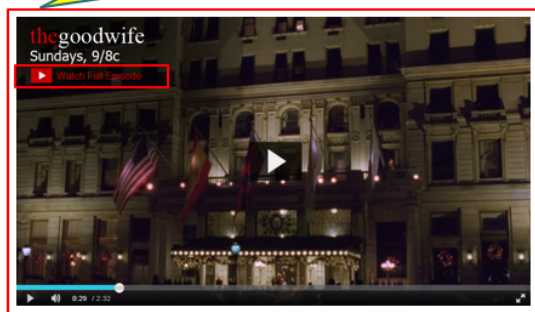 thegoodwife
Sundays, 9/8c
Watch Full Episode
0:29 / 2:32